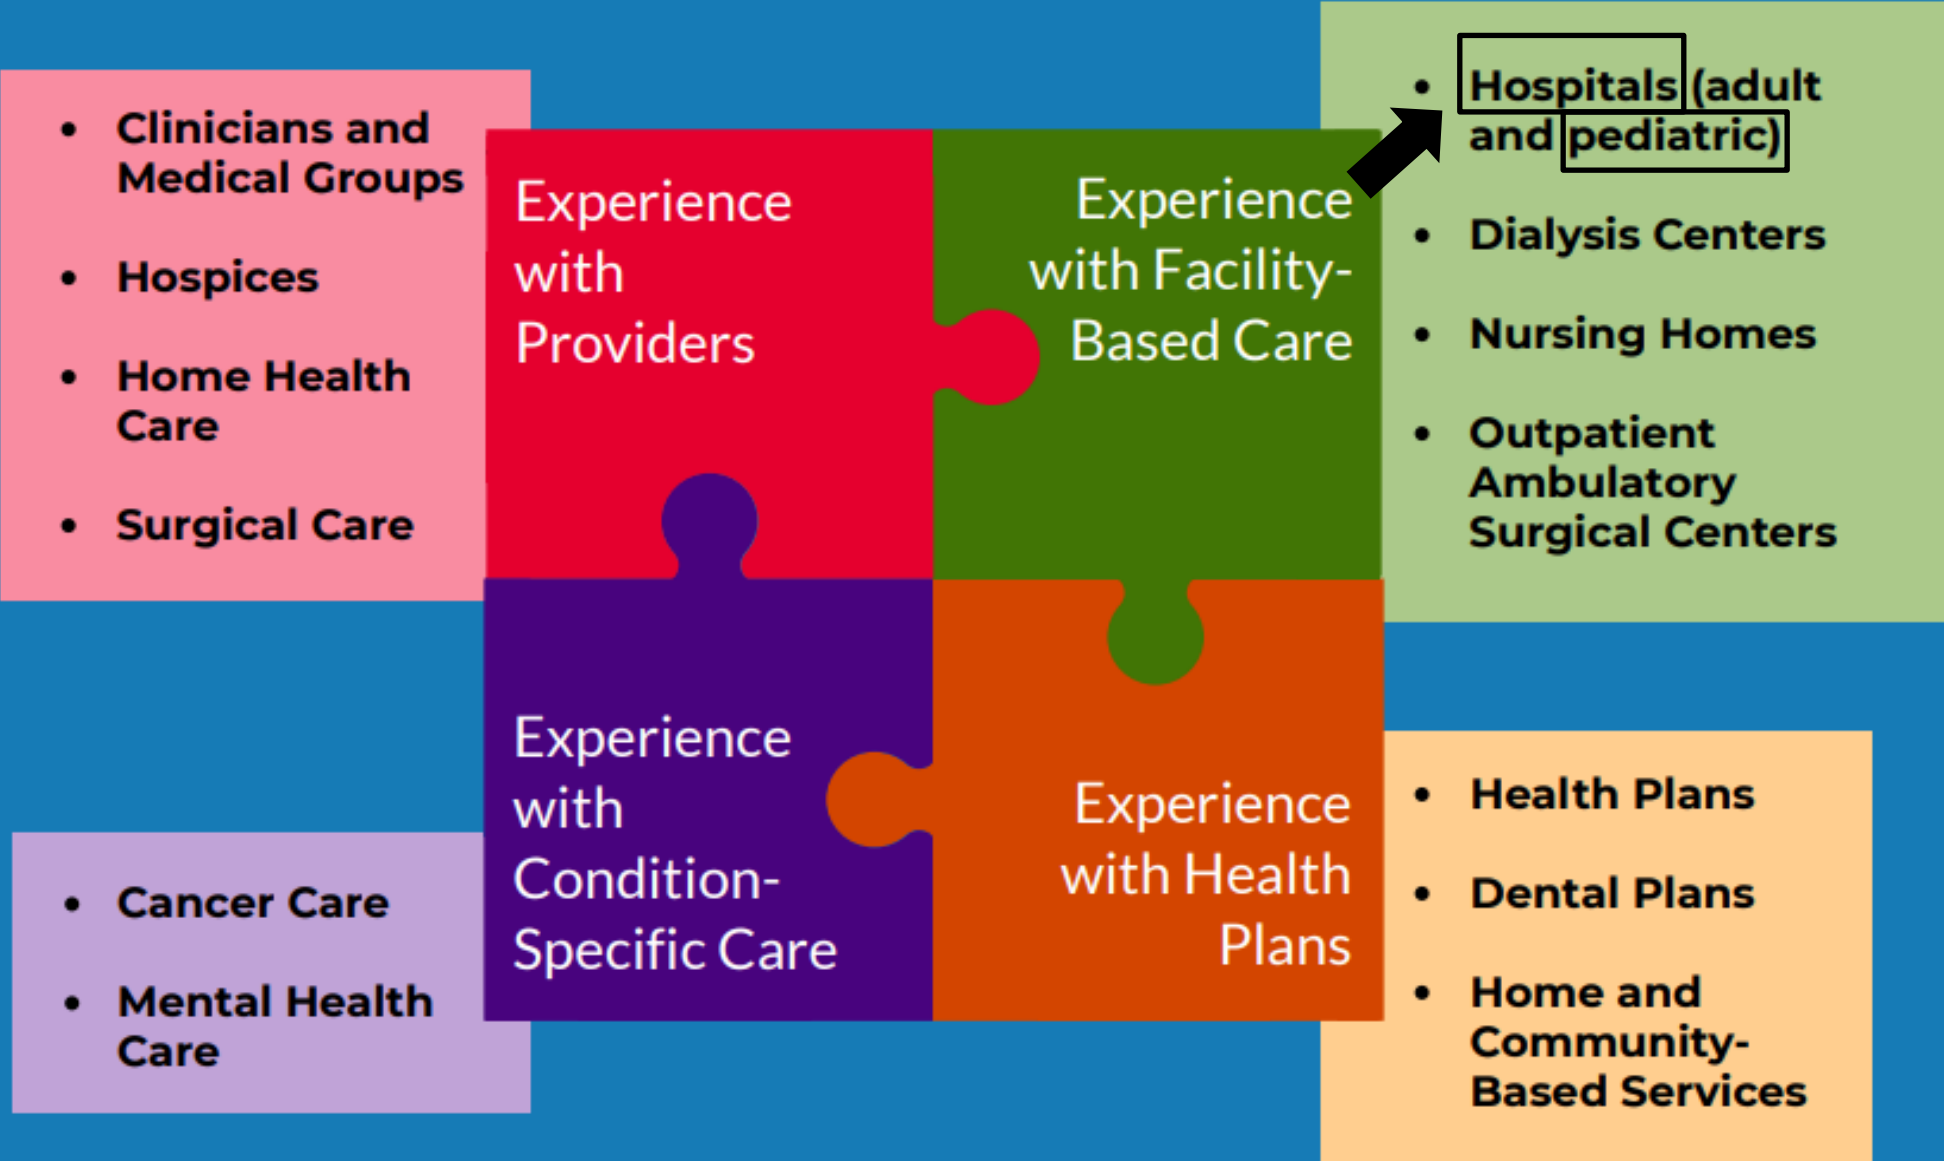 • Clinicians and
Medical Groups
• Hospices
• Home Health
Care
• Surgical Care
Experience
with
Providers
Experience
with Facility-
Based Care
• Hospitals (adult
and pediatric)
• Dialysis Centers
• Nursing Homes
• Outpatient
Ambulatory
Surgical Centers
• Cancer Care
• Mental Health
Care
Experience
with
Condition-
Specific Care
Experience
with Health
Plans
• Health Plans
• Dental Plans
• Home and
Community-
Based Services